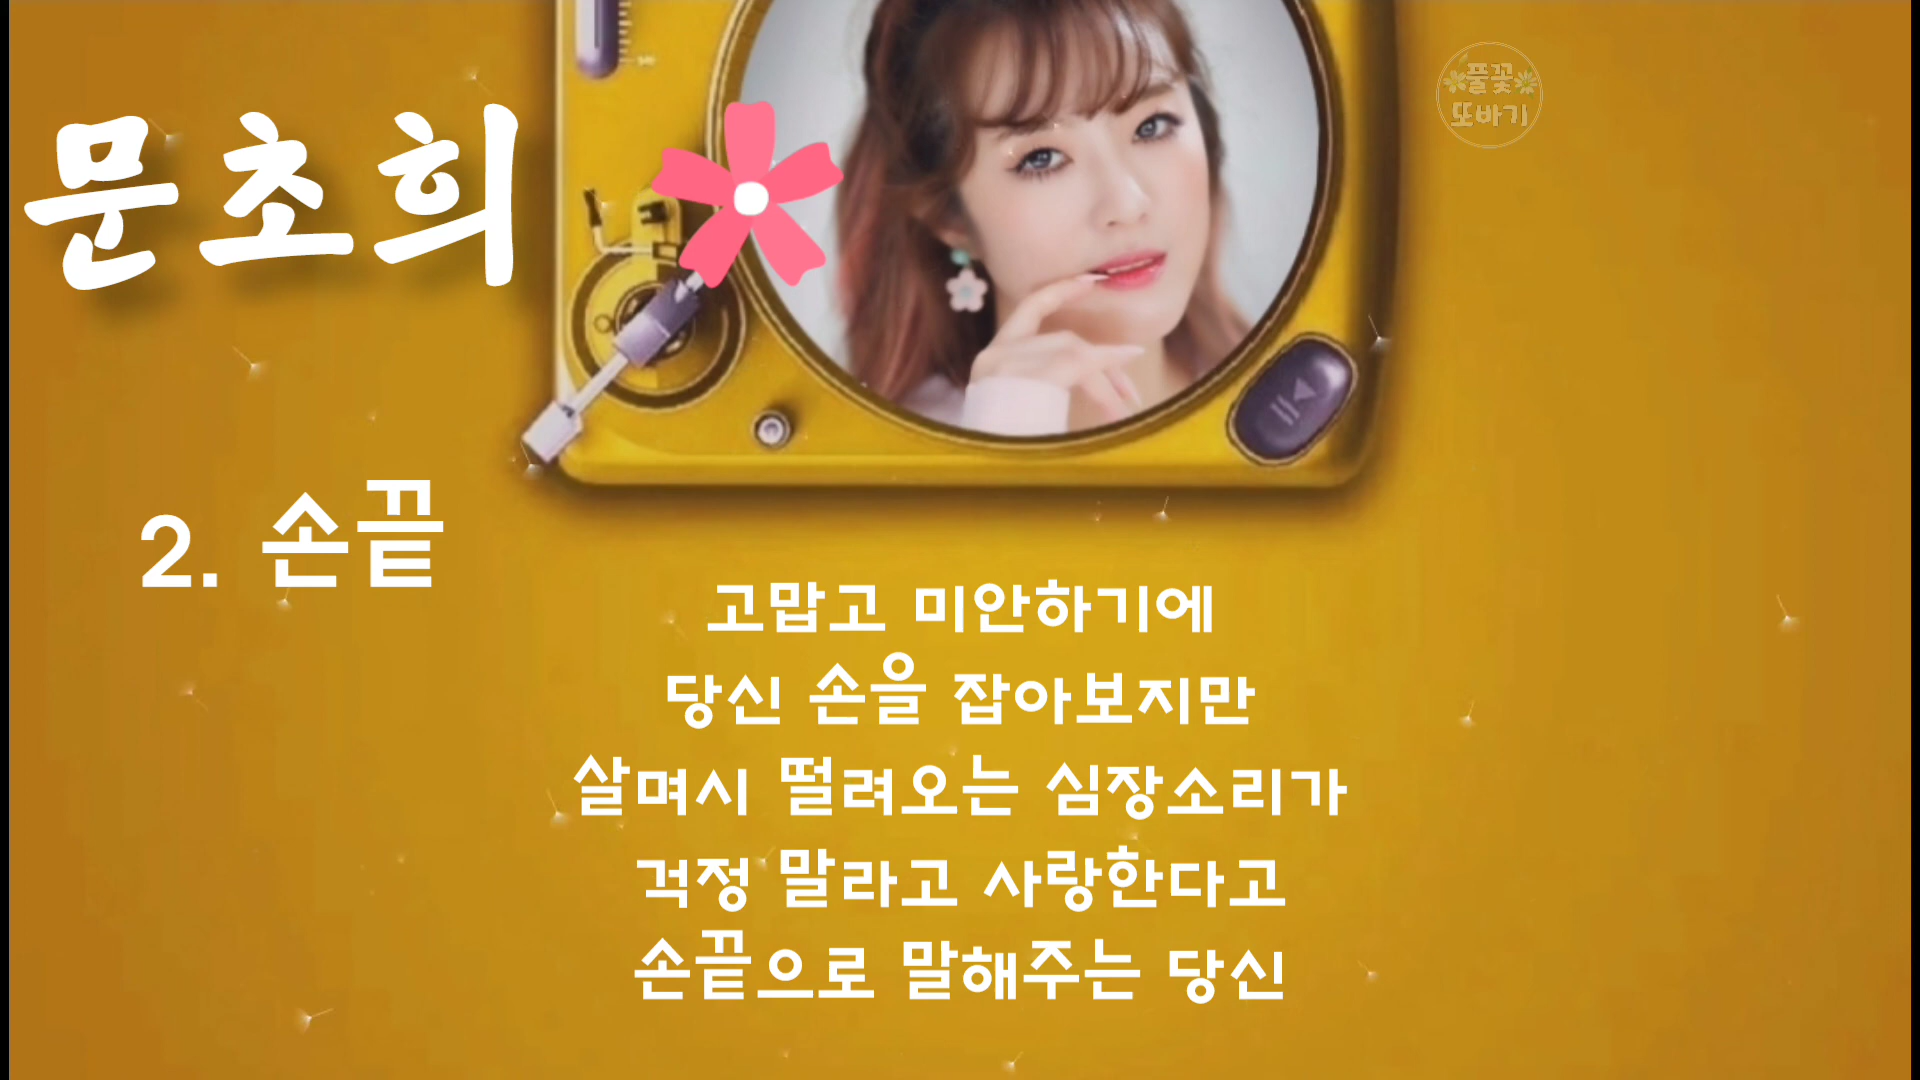 문초희
풀꽃
또바기
2. 손끝
고맙고 미안하기에
당신 손을 잡아보지만
살며시 떨려오는 심장소리가
걱정 말라고 사랑한다고
손끝으로 말해주는 당신